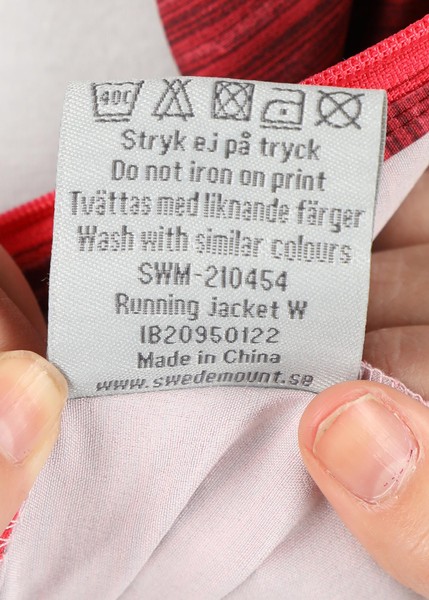 40C
Stryk ej på tryck
Do not iron on print
Tvättas med liknande färger
Wash with similar colours
SWM-210454
Running jacket W
IB20950122
Made in China
www.swedemount.se